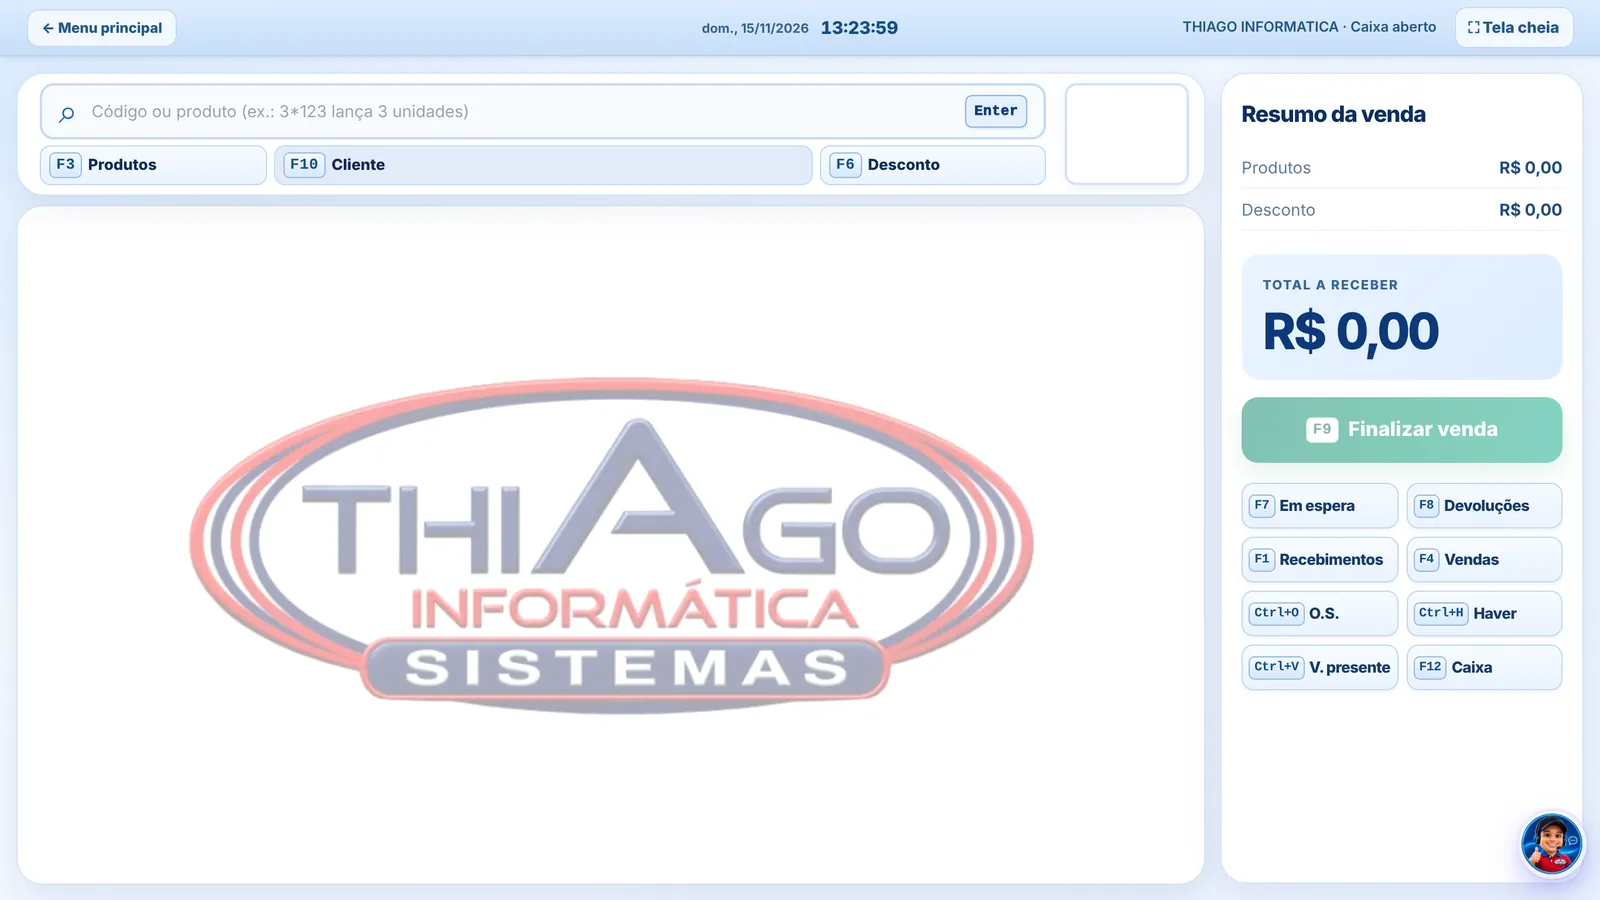 ← Menu principal
dom., 15/11/2026 13:23:59
THIAGO INFORMATICA · Caixa aberto
Tela cheia
Código ou produto (ex.: 3*123 lança 3 unidades)
Enter
F3 Produtos
F10 Cliente
F6 Desconto
THIAGO
INFORMÁTICA
SISTEMAS
Resumo da venda
Produtos R$ 0,00
Desconto R$ 0,00
TOTAL A RECEBER
R$ 0,00
F9 Finalizar venda
F7 Em espera
F8 Devoluções
F1 Recebimentos
F4 Vendas
Ctrl+O O.S.
Ctrl+H Haver
Ctrl+V V. presente
F12 Caixa